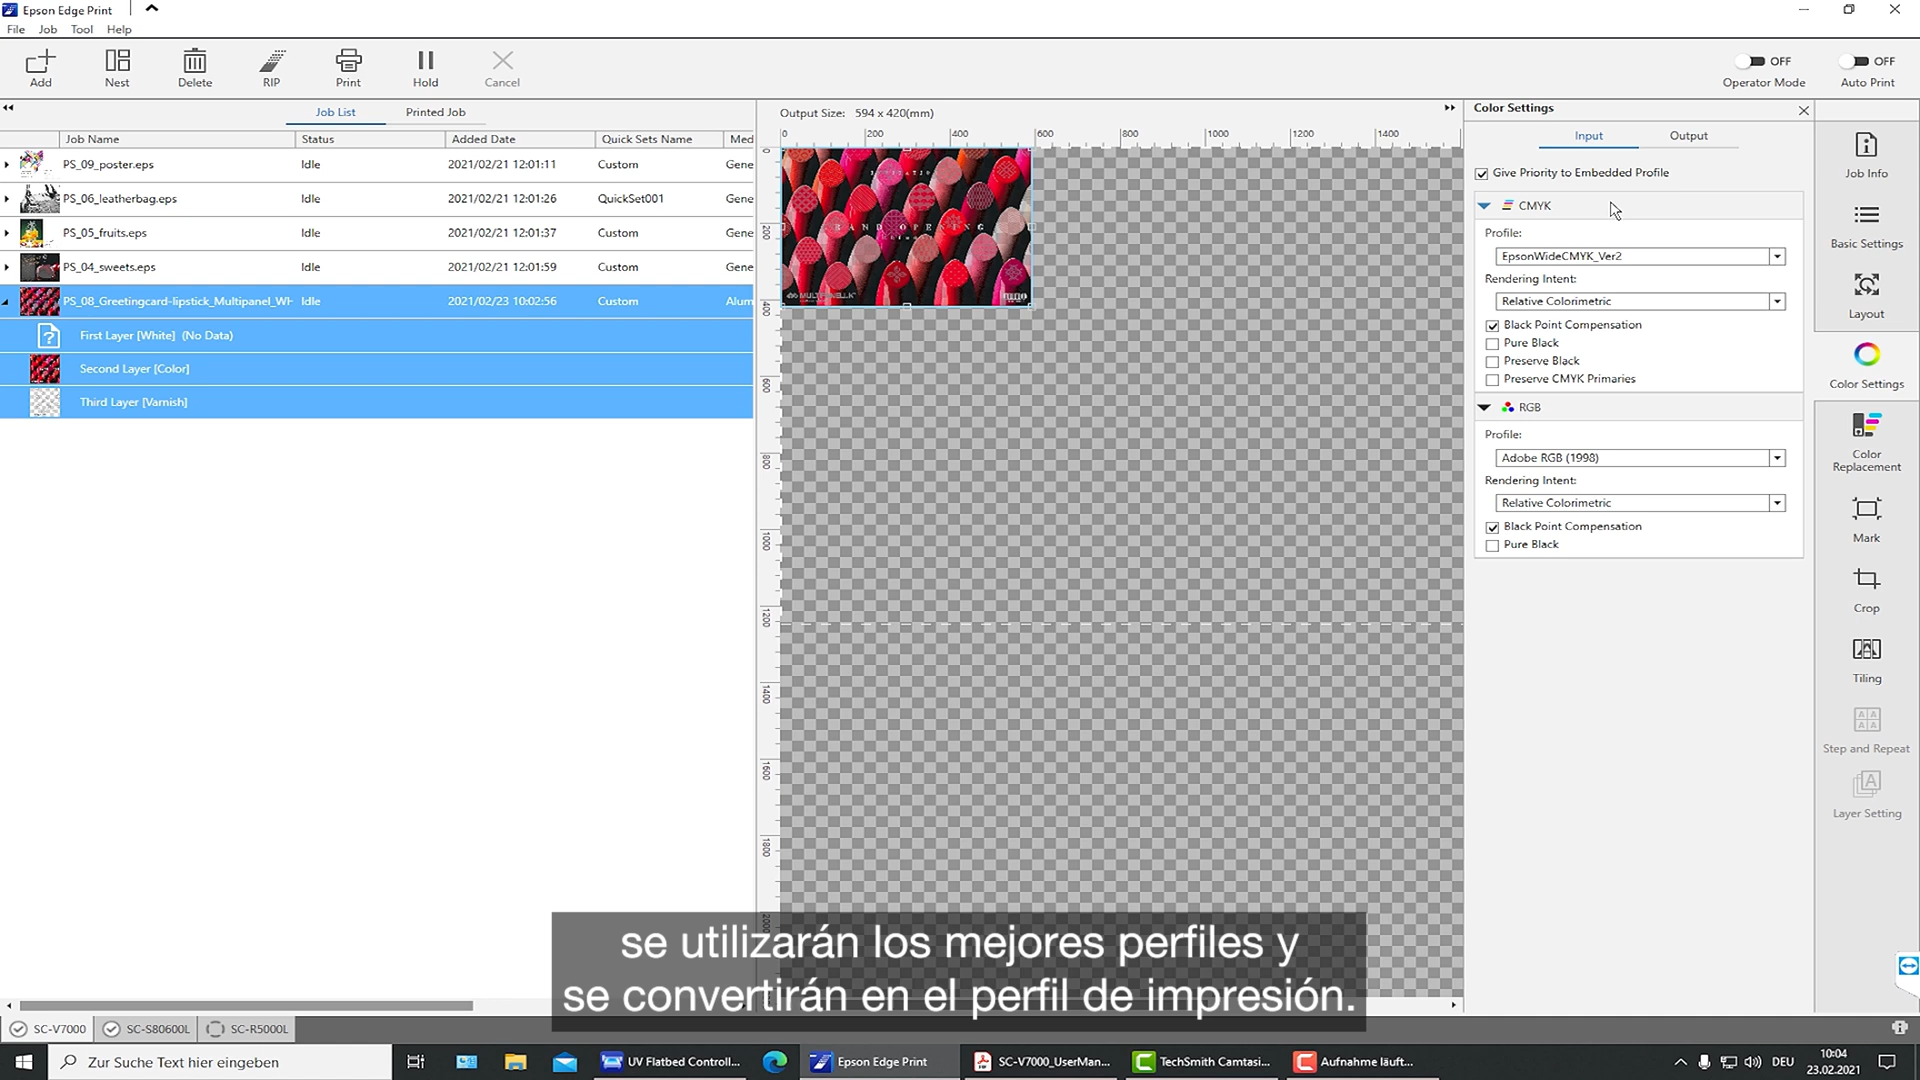 Epson Edge Print
File Job Tool Help
Add
Nest
Delete
RIP
Print
Hold
Cancel
OFF
Operator Mode
OFF
Auto Print
Job List
Printed Job
Job Name Status Added Date Quick Sets Name Med
PS_09_poster.eps Idle 2021/02/21 12:01:11 Custom Gene
PS_06_leatherbag.eps Idle 2021/02/21 12:01:26 QuickSet001 Gene
PS_05_fruits.eps Idle 2021/02/21 12:01:37 Custom Gene
PS_04_sweets.eps Idle 2021/02/21 12:01:59 Custom Gene
PS_08_Greetingcard-lipstick_Multipanel_WH Idle 2021/02/23 10:02:56 Custom Alum
First Layer [White] (No Data)
Second Layer [Color]
Third Layer [Varnish]
Output Size: 594 x 420(mm)
0 200 400 600 800 1000 1200 1400
0
200
400
600
800
1000
1200
1400
1600
1800
Color Settings
Input
Output
Give Priority to Embedded Profile
CMYK
Profile:
EpsonWideCMYK_Ver2
Rendering Intent:
Relative Colorimetric
Black Point Compensation
Pure Black
Preserve Black
Preserve CMYK Primaries
RGB
Profile:
Adobe RGB (1998)
Rendering Intent:
Relative Colorimetric
Black Point Compensation
Pure Black
Job Info
Basic Settings
Layout
Color Settings
Color
Replacement
Mark
Crop
Tiling
Step and Repeat
Layer Setting
se utilizarán los mejores perfiles y
se convertirán en el perfil de impresión.
SC-V7000
SC-S80600L
SC-R5000L
Zur Suche Text hier eingeben
UV Flatbed Controll...
Epson Edge Print
SC-V7000_UserMan...
TechSmith Camtasi...
Aufnahme läuft...
DEU
10:04
23.02.2021